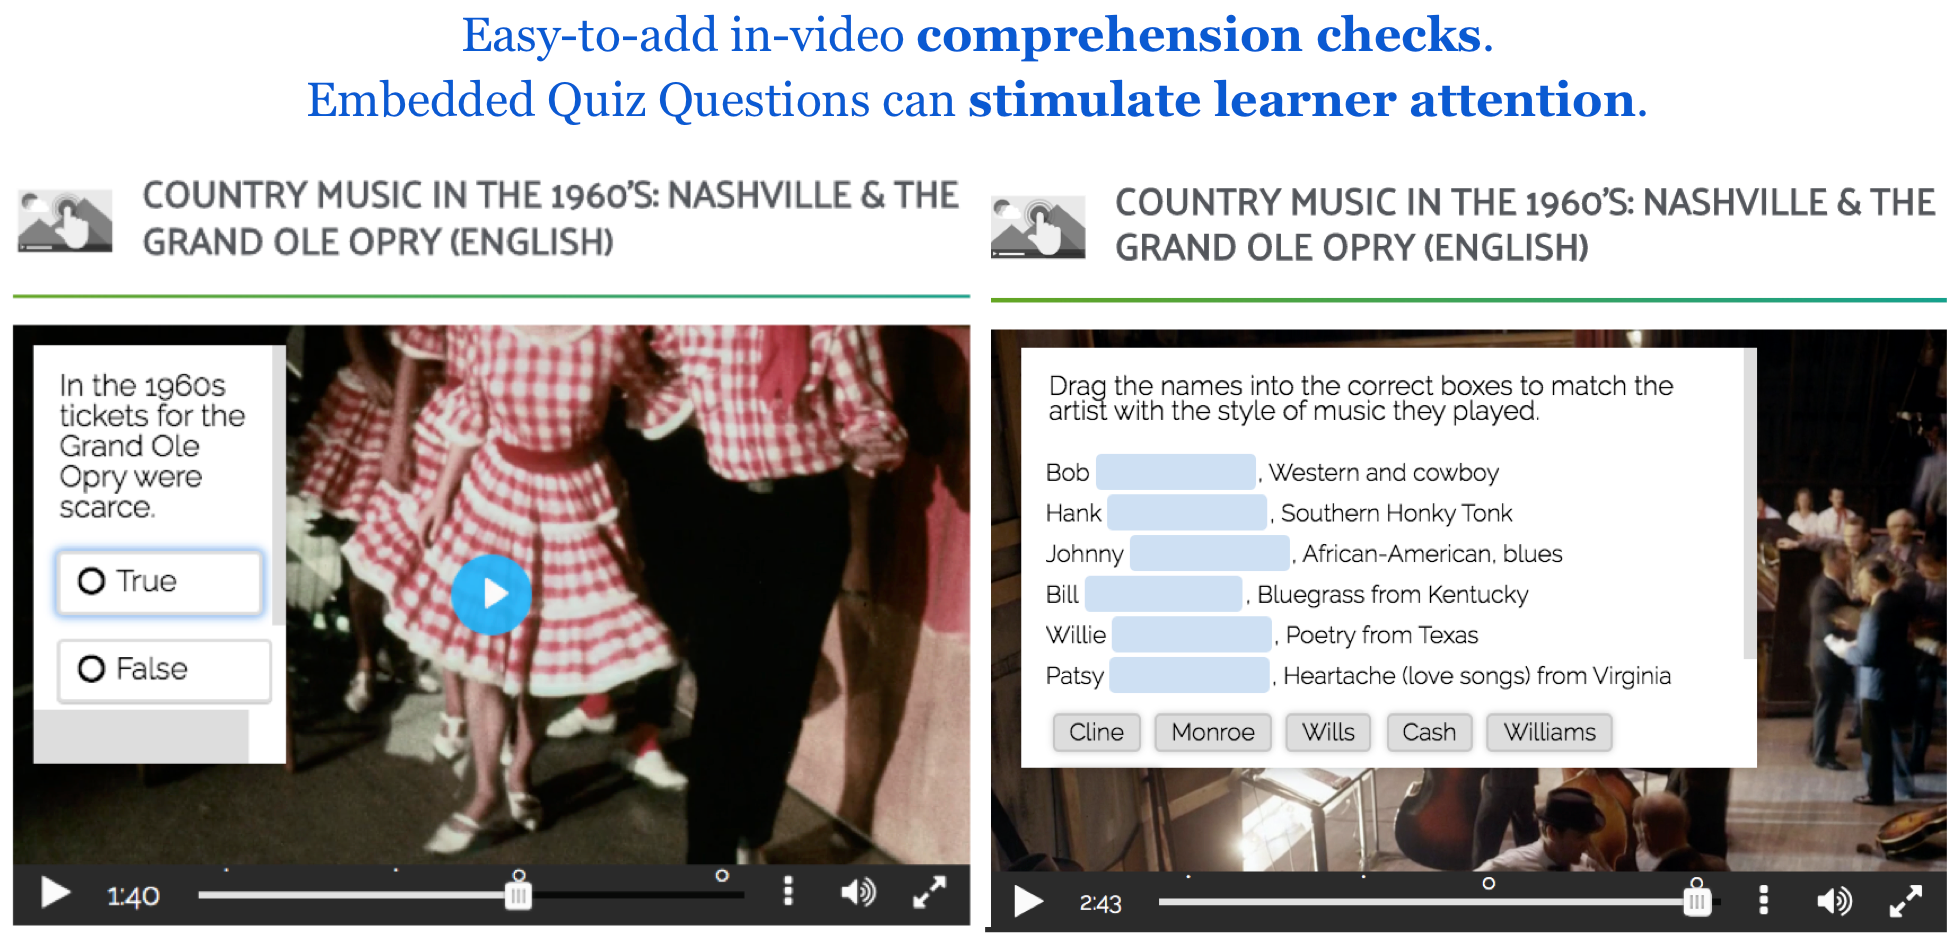 Easy-to-add in-video comprehension checks.
Embedded Quiz Questions can stimulate learner attention.
COUNTRY MUSIC IN THE 1960'S: NASHVILLE & THE
GRAND OLE OPRY (ENGLISH)
In the 1960s
tickets for the
Grand Ole
Opry were
scarce.
True
False
1:40
COUNTRY MUSIC IN THE 1960'S: NASHVILLE & THE
GRAND OLE OPRY (ENGLISH)
Drag the names into the correct boxes to match the
artist with the style of music they played.
Bob , Western and cowboy
Hank , Southern Honky Tonk
Johnny , African-American, blues
Bill , Bluegrass from Kentucky
Willie , Poetry from Texas
Patsy , Heartache (love songs) from Virginia
Cline Monroe Wills Cash Williams
2:43